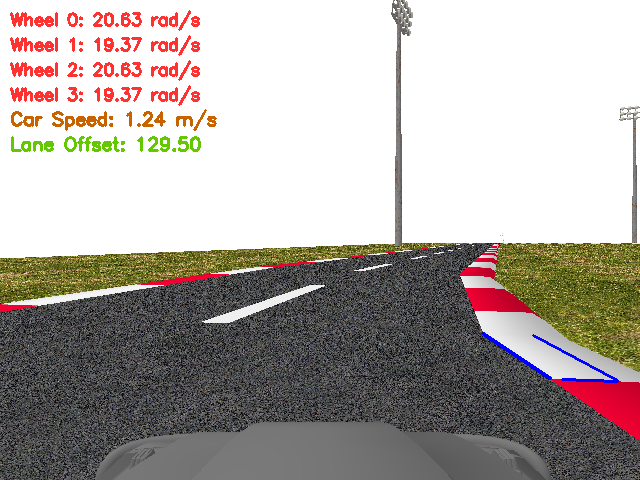 Wheel 0: 20.63 rad/s
Wheel 1: 19.37 rad/s
Wheel 2: 20.63 rad/s
Wheel 3: 19.37 rad/s
Car Speed: 1.24 m/s
Lane Offset: 129.50